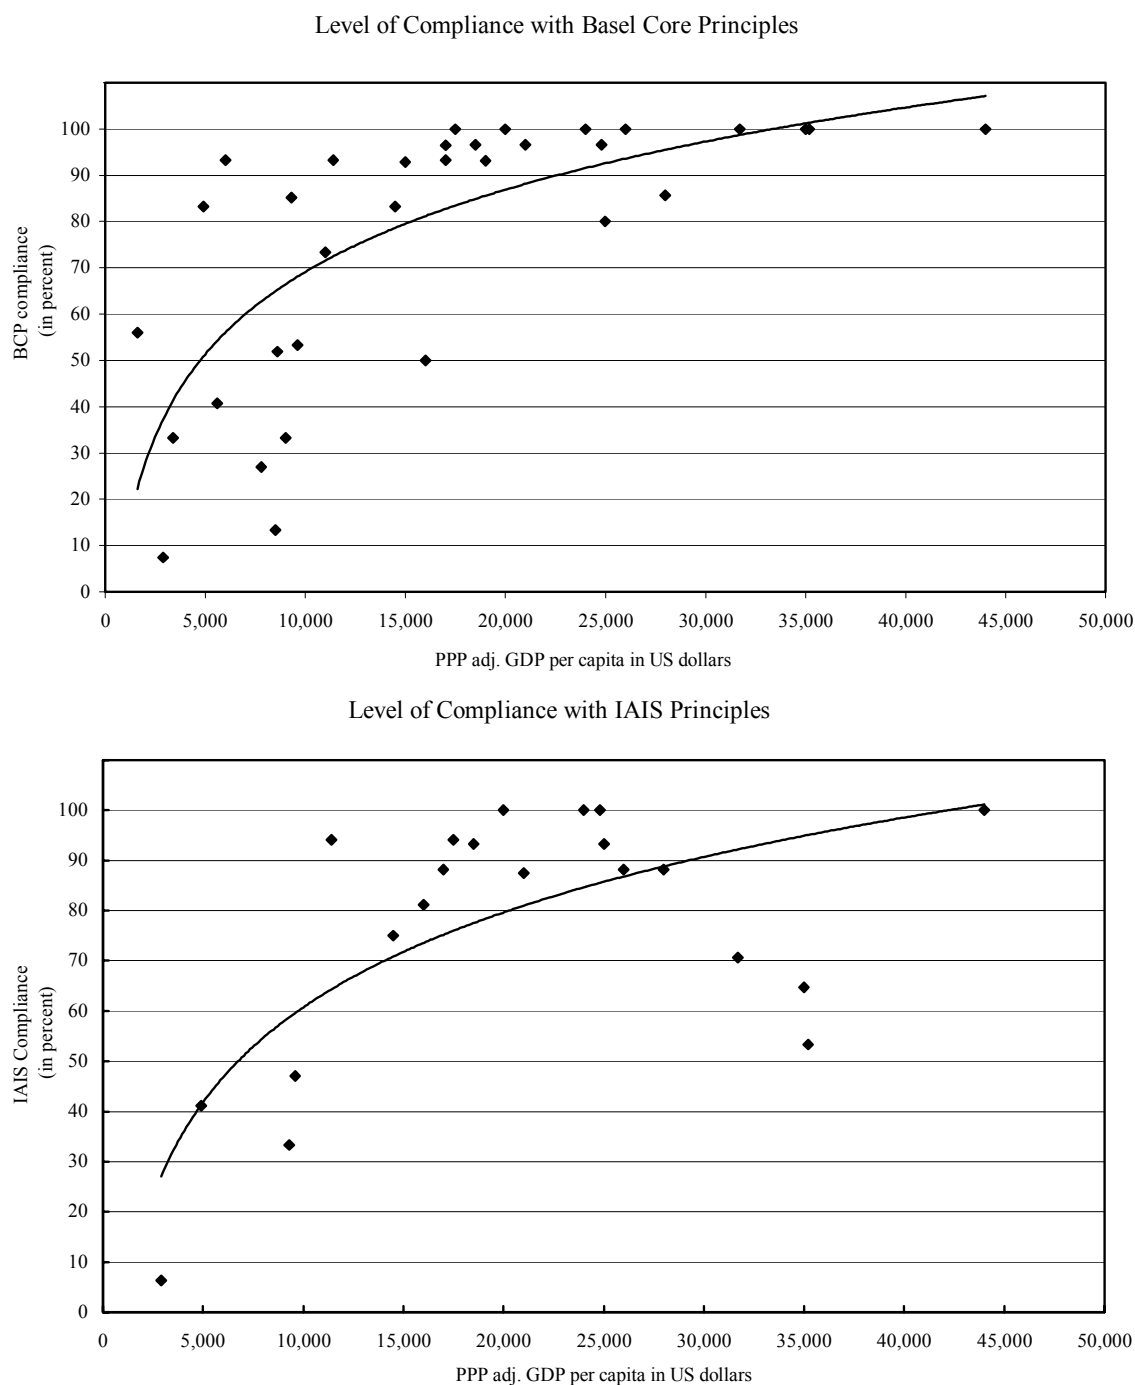 Level of Compliance with Basel Core Principles
100
90
80
70
60
50
40
30
20
10
0
BCP compliance
(in percent)
0 5,000 10,000 15,000 20,000 25,000 30,000 35,000 40,000 45,000 50,000
PPP adj. GDP per capita in US dollars
Level of Compliance with IAIS Principles
100
90
80
70
60
50
40
30
20
10
0
IAIS Compliance
(in percent)
0 5,000 10,000 15,000 20,000 25,000 30,000 35,000 40,000 45,000 50,000
PPP adj. GDP per capita in US dollars